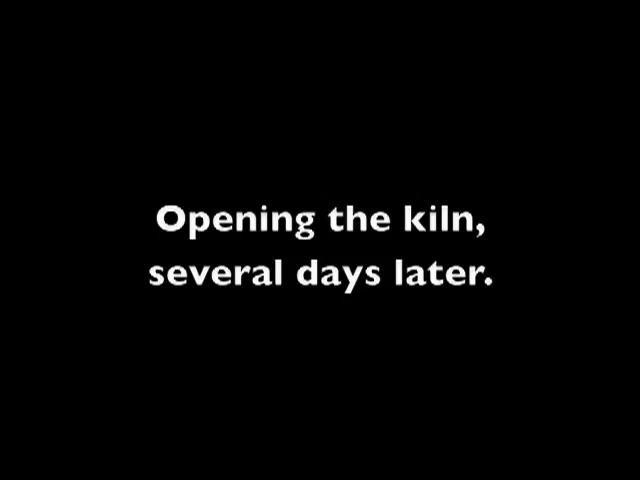 Opening the kiln,
several days later.